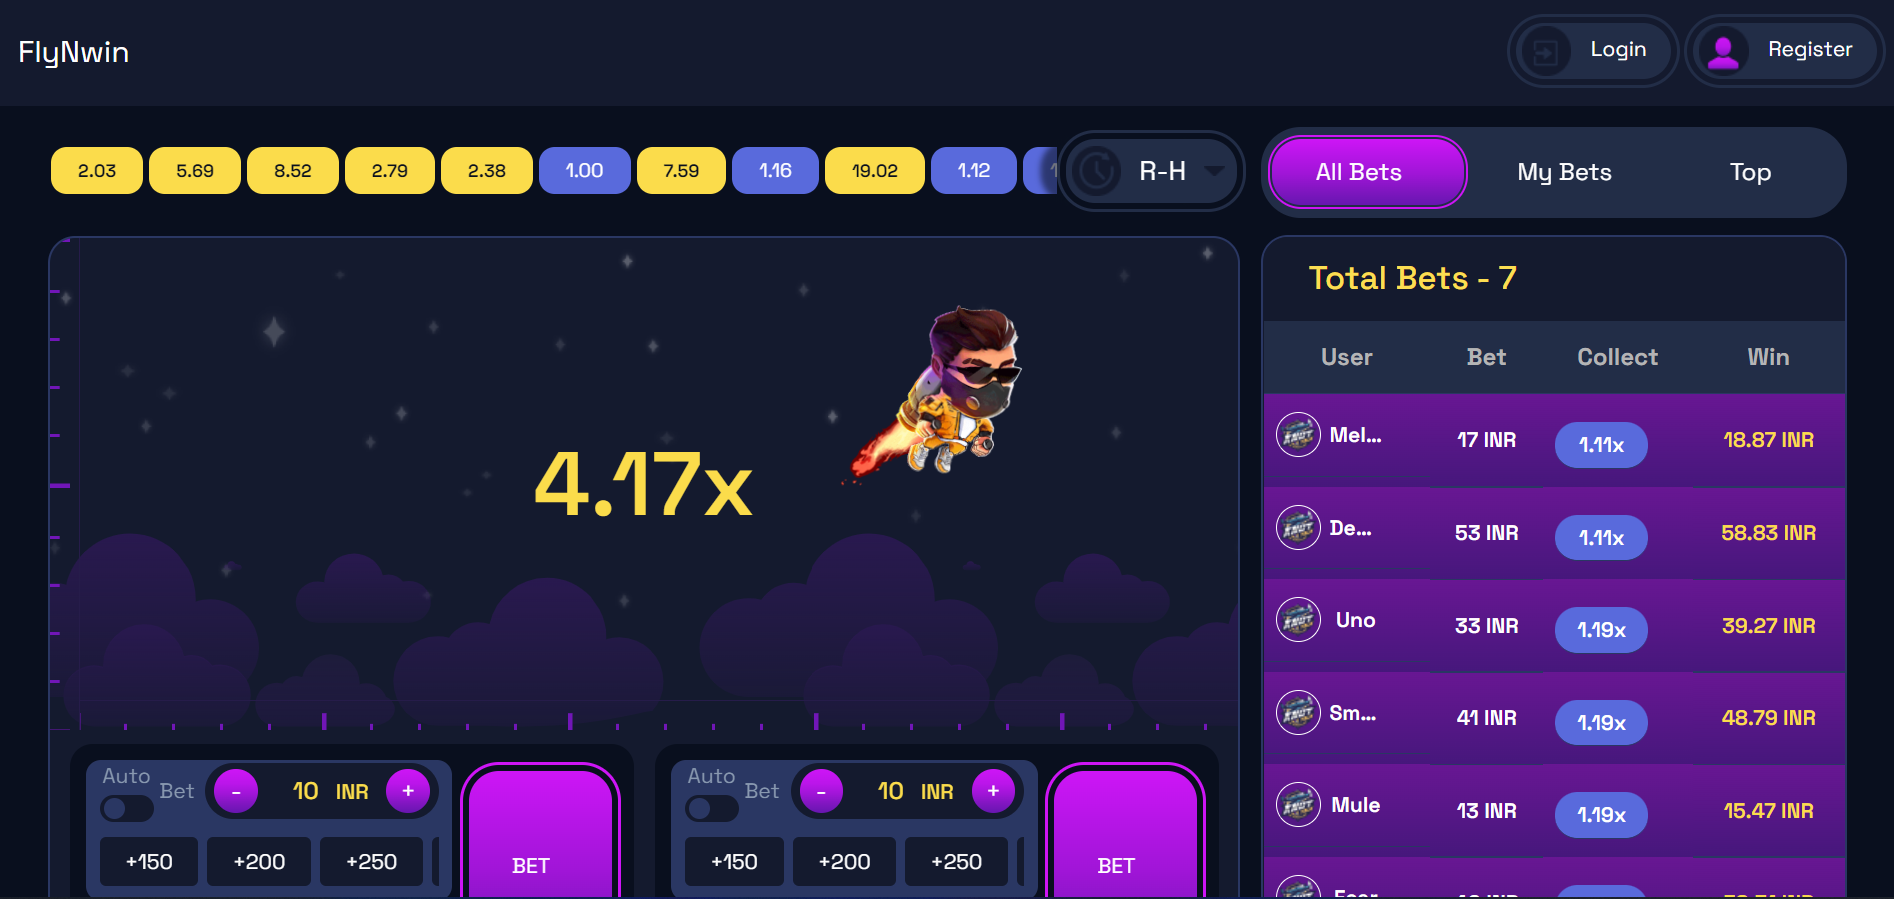 FlyNwin
Login
Register
2.03 5.69 8.52 2.79 2.38 1.00 7.59 1.16 19.02 1.12
R-H
All Bets
My Bets
Top
4.17x
Auto Bet
- 10 INR +
+150 +200 +250
BET
Auto Bet
- 10 INR +
+150 +200 +250
BET
Total Bets - 7
User Bet Collect Win
Mel... 17 INR 1.11x 18.87 INR
De... 53 INR 1.11x 58.83 INR
Uno 33 INR 1.19x 39.27 INR
Sm... 41 INR 1.19x 48.79 INR
Mule 13 INR 1.19x 15.47 INR